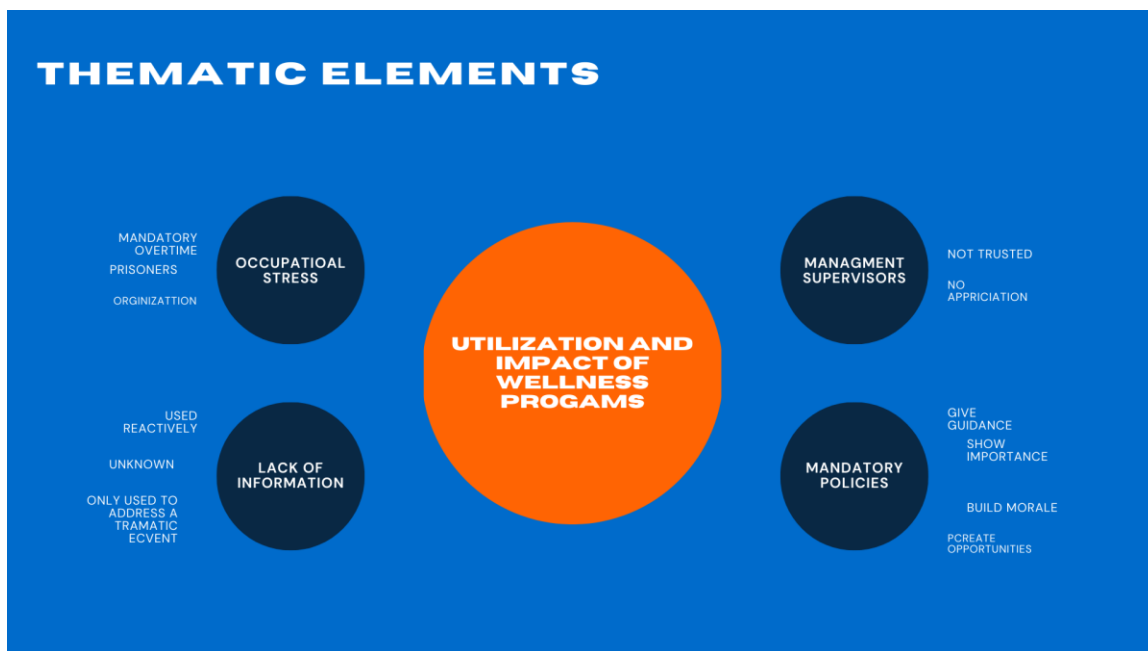 THEMATIC ELEMENTS
MANDATORY
OVERTIME
PRISONERS
ORGINIZATTION
OCCUPATIOAL
STRESS
USED
REACTIVELY
UNKNOWN
ONLY USED TO
ADDRESS A
TRAMATIC
ECVENT
LACK OF
INFORMATION
UTILIZATION AND
IMPACT OF
WELLNESS
PROGAMS
MANAGMENT
SUPERVISORS
NOT TRUSTED
NO
APPRICIATION
MANDATORY
POLICIES
GIVE
GUIDANCE
SHOW
IMPORTANCE
BUILD MORALE
PCREATE
OPPORTUNITIES